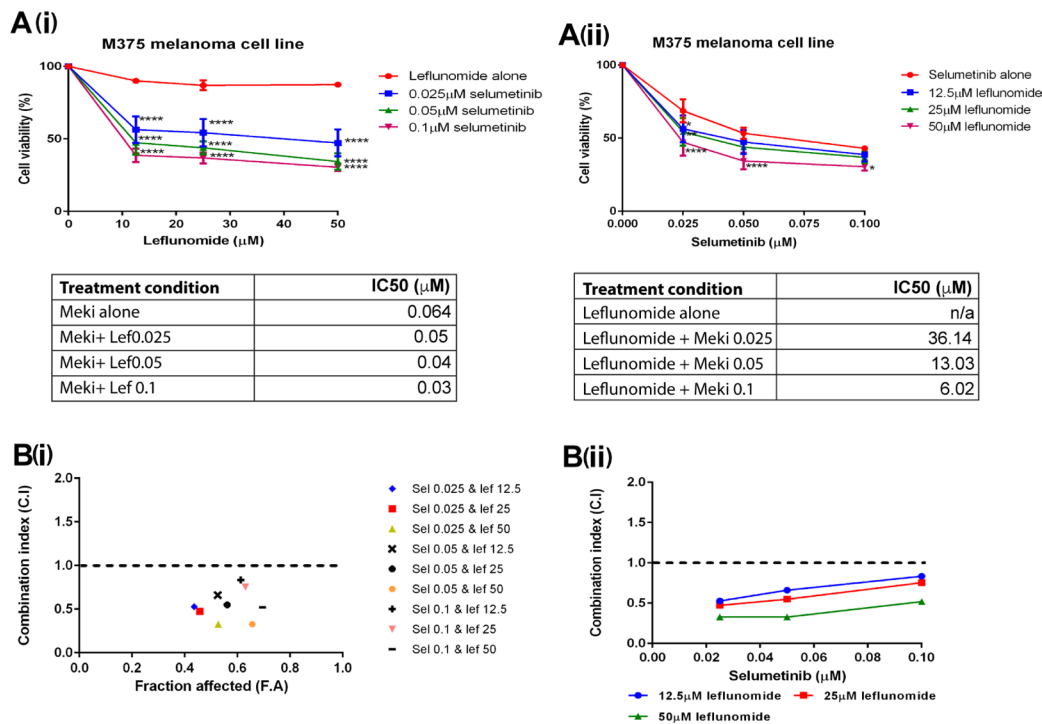 A(i)
M375 melanoma cell line
Cell viability (%)
100
50
0
0 10 20 30 40 50
Leflunomide (μM)
Leflunomide alone
0.025μM selumetinib
0.05μM selumetinib
0.1μM selumetinib
**** **** ****
**** **** ****
**** **** ****
A(ii)
M375 melanoma cell line
Cell viability (%)
100
50
0
0.000 0.025 0.050 0.075 0.100
Selumetinib (μM)
Selumetinib alone
12.5μM leflunomide
25μM leflunomide
50μM leflunomide
*
**
**** **** *
Treatment condition IC50 (μM)
Meki alone 0.064
Meki+ Lef0.025 0.05
Meki+ Lef0.05 0.04
Meki+ Lef 0.1 0.03
Treatment condition IC50 (μM)
Leflunomide alone n/a
Leflunomide + Meki 0.025 36.14
Leflunomide + Meki 0.05 13.03
Leflunomide + Meki 0.1 6.02
B(i)
Combination index (C.I)
2.0
1.5
1.0
0.5
0.0
0.0 0.2 0.4 0.6 0.8 1.0
Fraction affected (F.A)
Sel 0.025 & lef 12.5
Sel 0.025 & lef 25
Sel 0.025 & lef 50
Sel 0.05 & lef 12.5
Sel 0.05 & lef 25
Sel 0.05 & lef 50
Sel 0.1 & lef 12.5
Sel 0.1 & lef 25
Sel 0.1 & lef 50
B(ii)
Combination index (C.I)
2.0
1.5
1.0
0.5
0.0
0.00 0.02 0.04 0.06 0.08 0.10
Selumetinib (μM)
12.5μM leflunomide
25μM leflunomide
50μM leflunomide